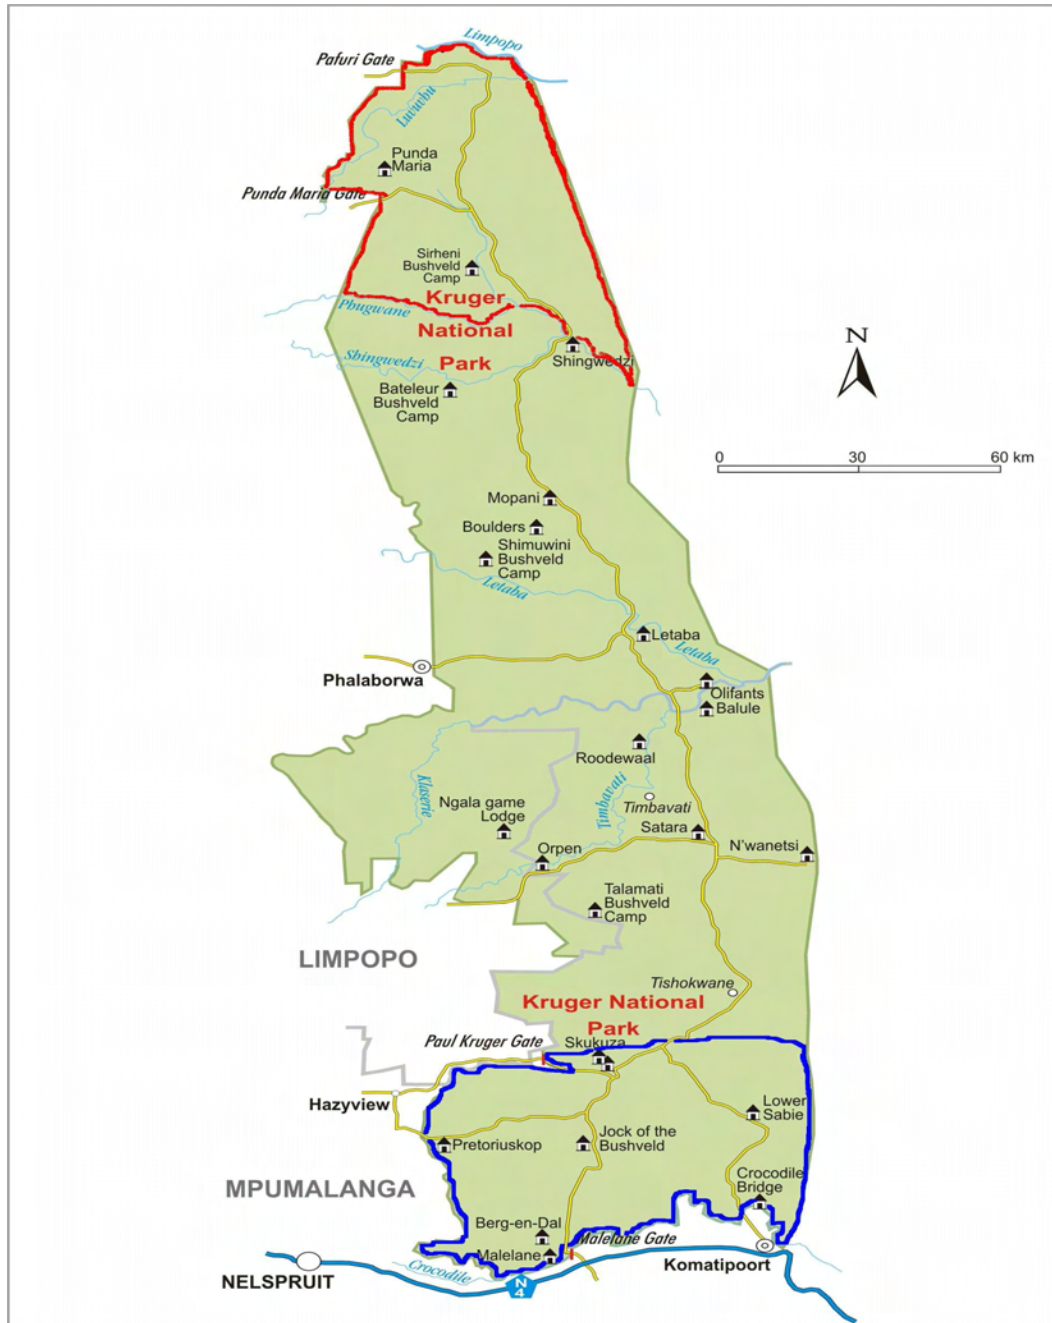 Limpopo
Pafuri Gate
Luvuvhu
Punda
Maria
Punda Maria Gate
Sirheni
Bushveld
Camp
Kruger
National
Park
Phugwane
Shingwedzi
Shingwedzi
Bateleur
Bushveld
Camp
N
0 30 60 km
Mopani
Boulders
Shimuwini
Bushveld
Camp
Letaba
Letaba
Letaba
Phalaborwa
Olifants
Balule
Roodewaal
Klaserie
Timbavati
Timbavati
Ngala game
Lodge
Satara
N'wanetsi
Orpen
Talamati
Bushveld
Camp
LIMPOPO
Tishokwane
Kruger National
Park
Paul Kruger Gate
Skukuza
Hazyview
Lower
Sabie
Pretoriuskop
Jock of the
Bushveld
MPUMALANGA
Crocodile
Bridge
Berg-en-Dal
Malelane Gate
Malelane
Komatipoort
Crocodile
NELSPRUIT
N
4